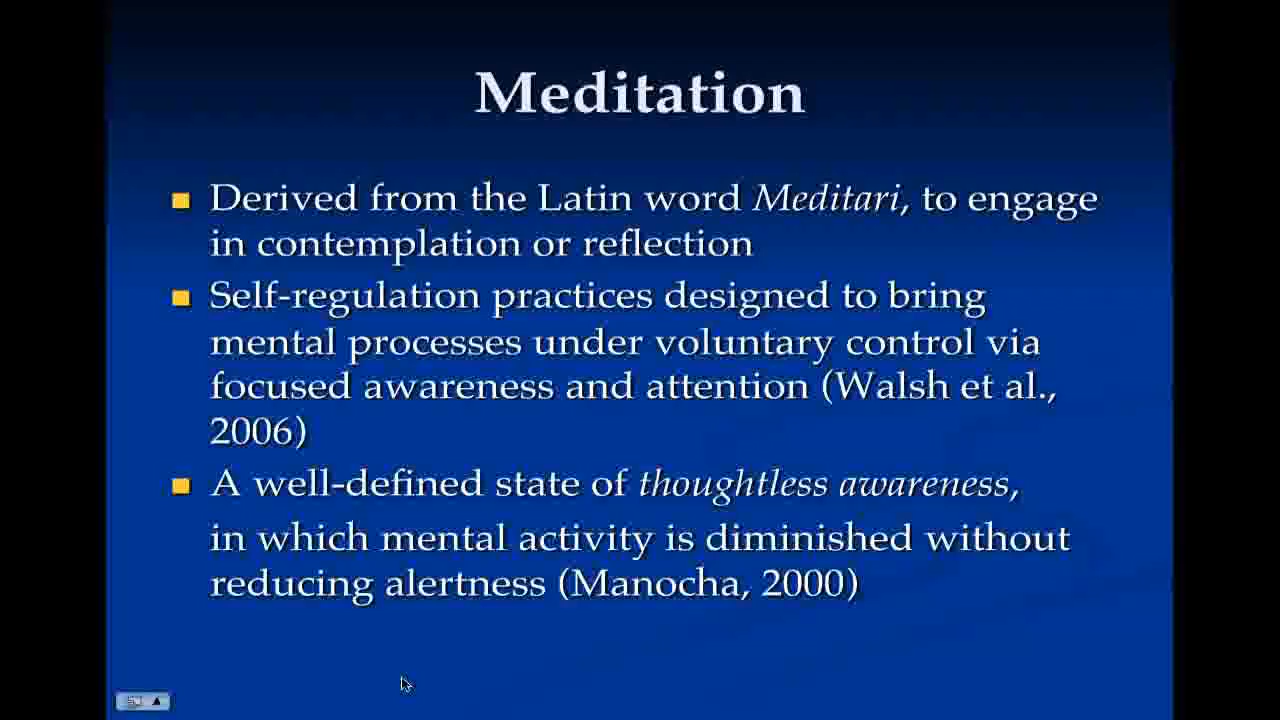 Meditation
Derived from the Latin word Meditari, to engage
in contemplation or reflection
Self-regulation practices designed to bring
mental processes under voluntary control via
focused awareness and attention (Walsh et al.,
2006)
A well-defined state of thoughtless awareness,
in which mental activity is diminished without
reducing alertness (Manocha, 2000)